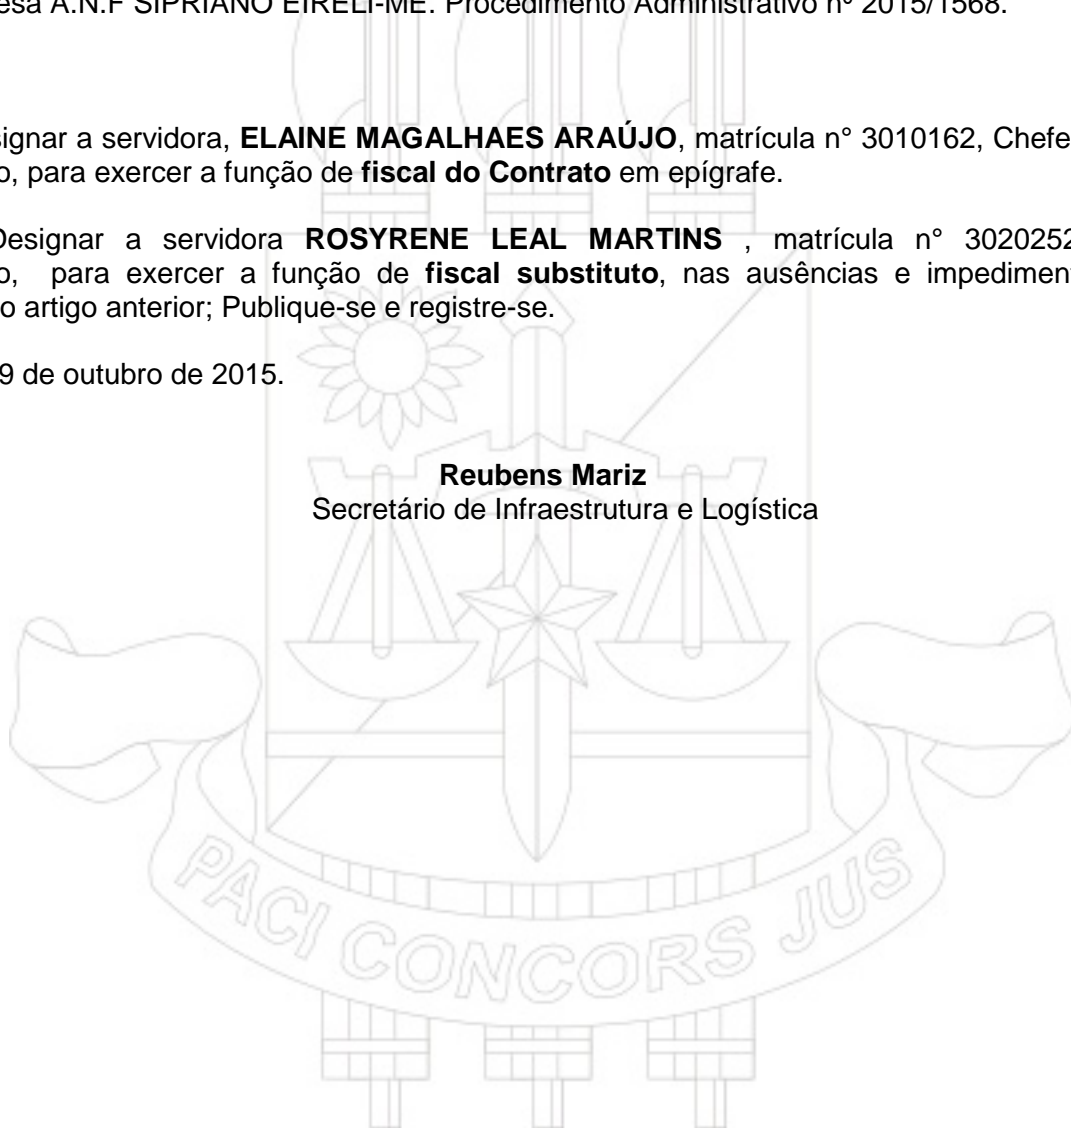 esa A.N.F SIPRIANO EIRELI-ME. Procedimento Administrativo nº 2015/1568.
signar a servidora, ELAINE MAGALHAES ARAÚJO, matrícula n° 3010162, Chefe
o, para exercer a função de fiscal do Contrato em epígrafe.
Designar a servidora ROSYRENE LEAL MARTINS , matrícula n° 3020252
o, para exercer a função de fiscal substituto, nas ausências e impediment
o artigo anterior; Publique-se e registre-se.
9 de outubro de 2015.
Reubens Mariz
Secretário de Infraestrutura e Logística
PACI CONCORS JUS